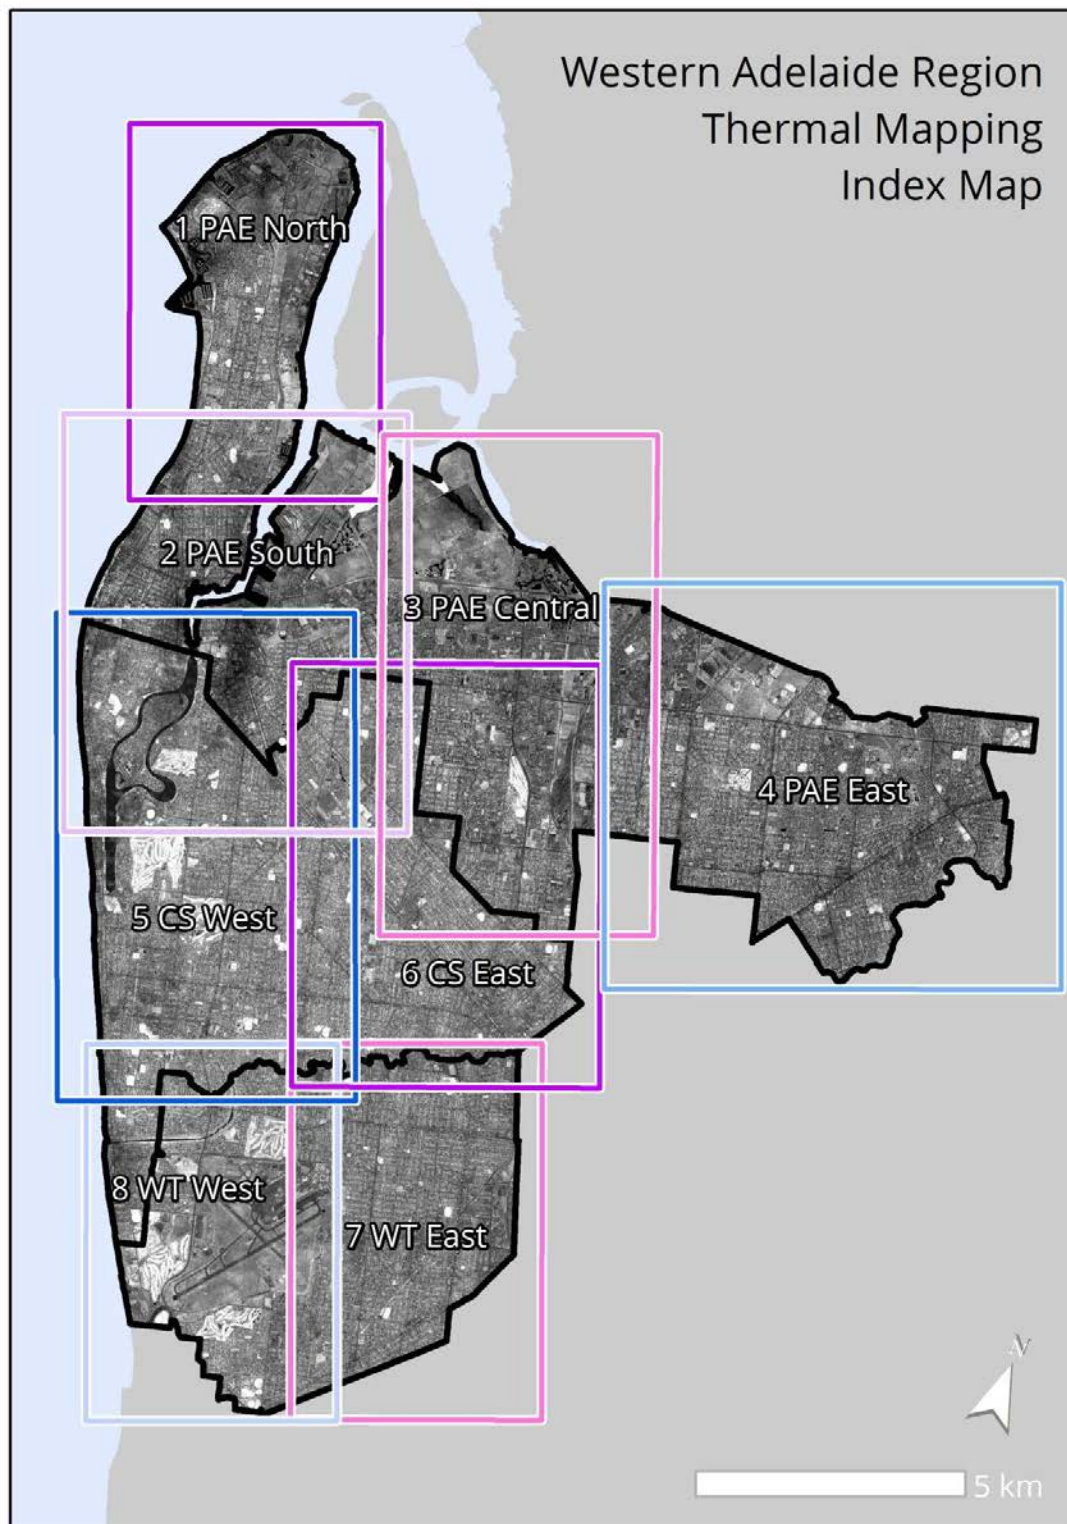 Western Adelaide Region
Thermal Mapping
Index Map
1 PAE North
2 PAE South
3 PAE Central
4 PAE East
5 CS West
6 CS East
8 WT West
7 WT East
N
5 km